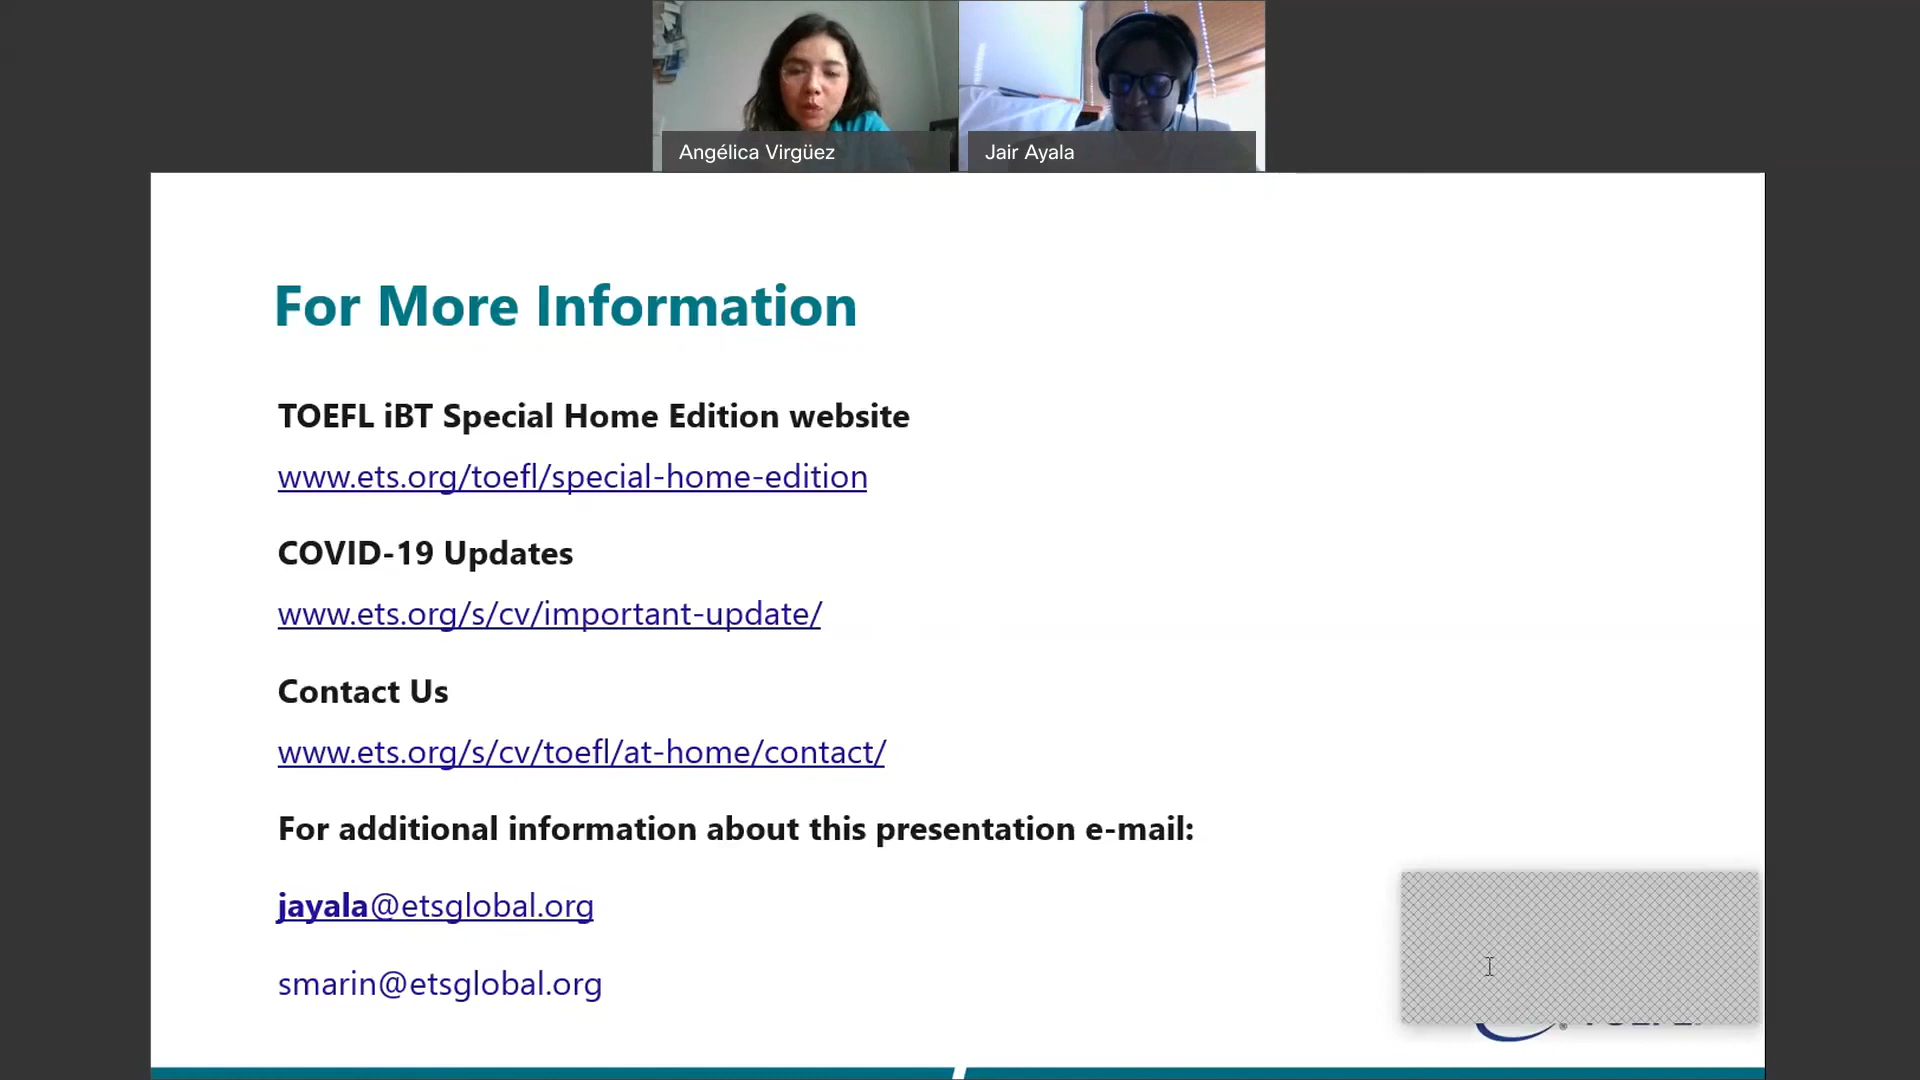 Angélica Virgüez
Jair Ayala
For More Information
TOEFL iBT Special Home Edition website
www.ets.org/toefl/special-home-edition
COVID-19 Updates
www.ets.org/s/cv/important-update/
Contact Us
www.ets.org/s/cv/toefl/at-home/contact/
For additional information about this presentation e-mail:
jayala@etsglobal.org
smarin@etsglobal.org